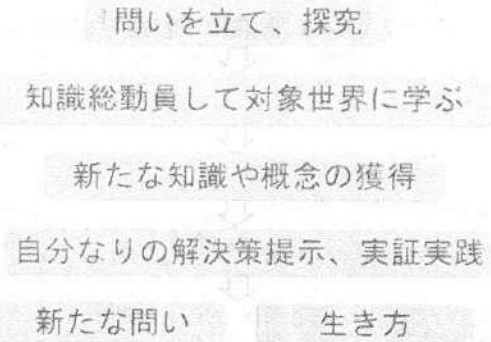 問いを立て、探究
知識総動員して対象世界に学ぶ
新たな知識や概念の獲得
自分なりの解決策提示、実証実践
新たな問い
生き方